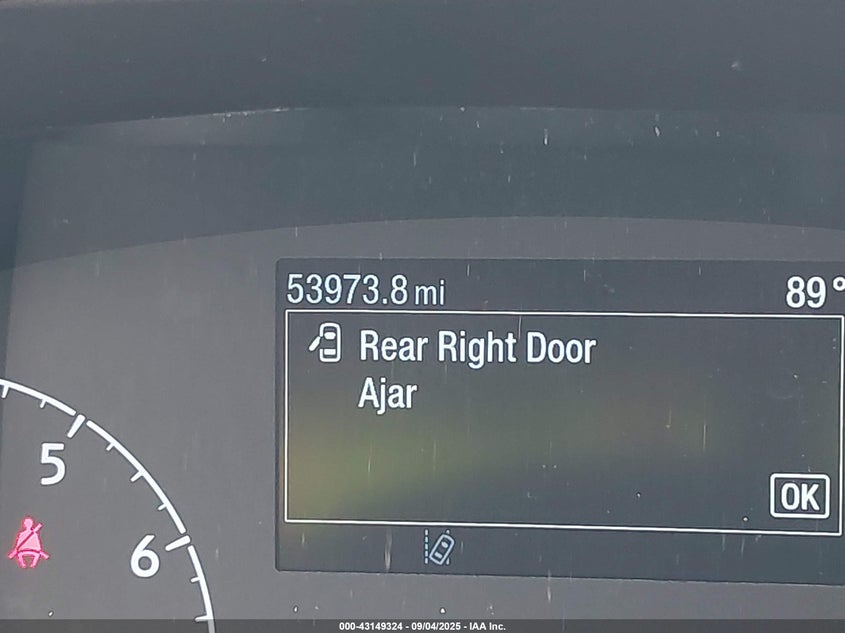 53973.8 mi 89°
Rear Right Door
Ajar
OK
5
6
000-43149324 - 09/04/2025 - IAA Inc.